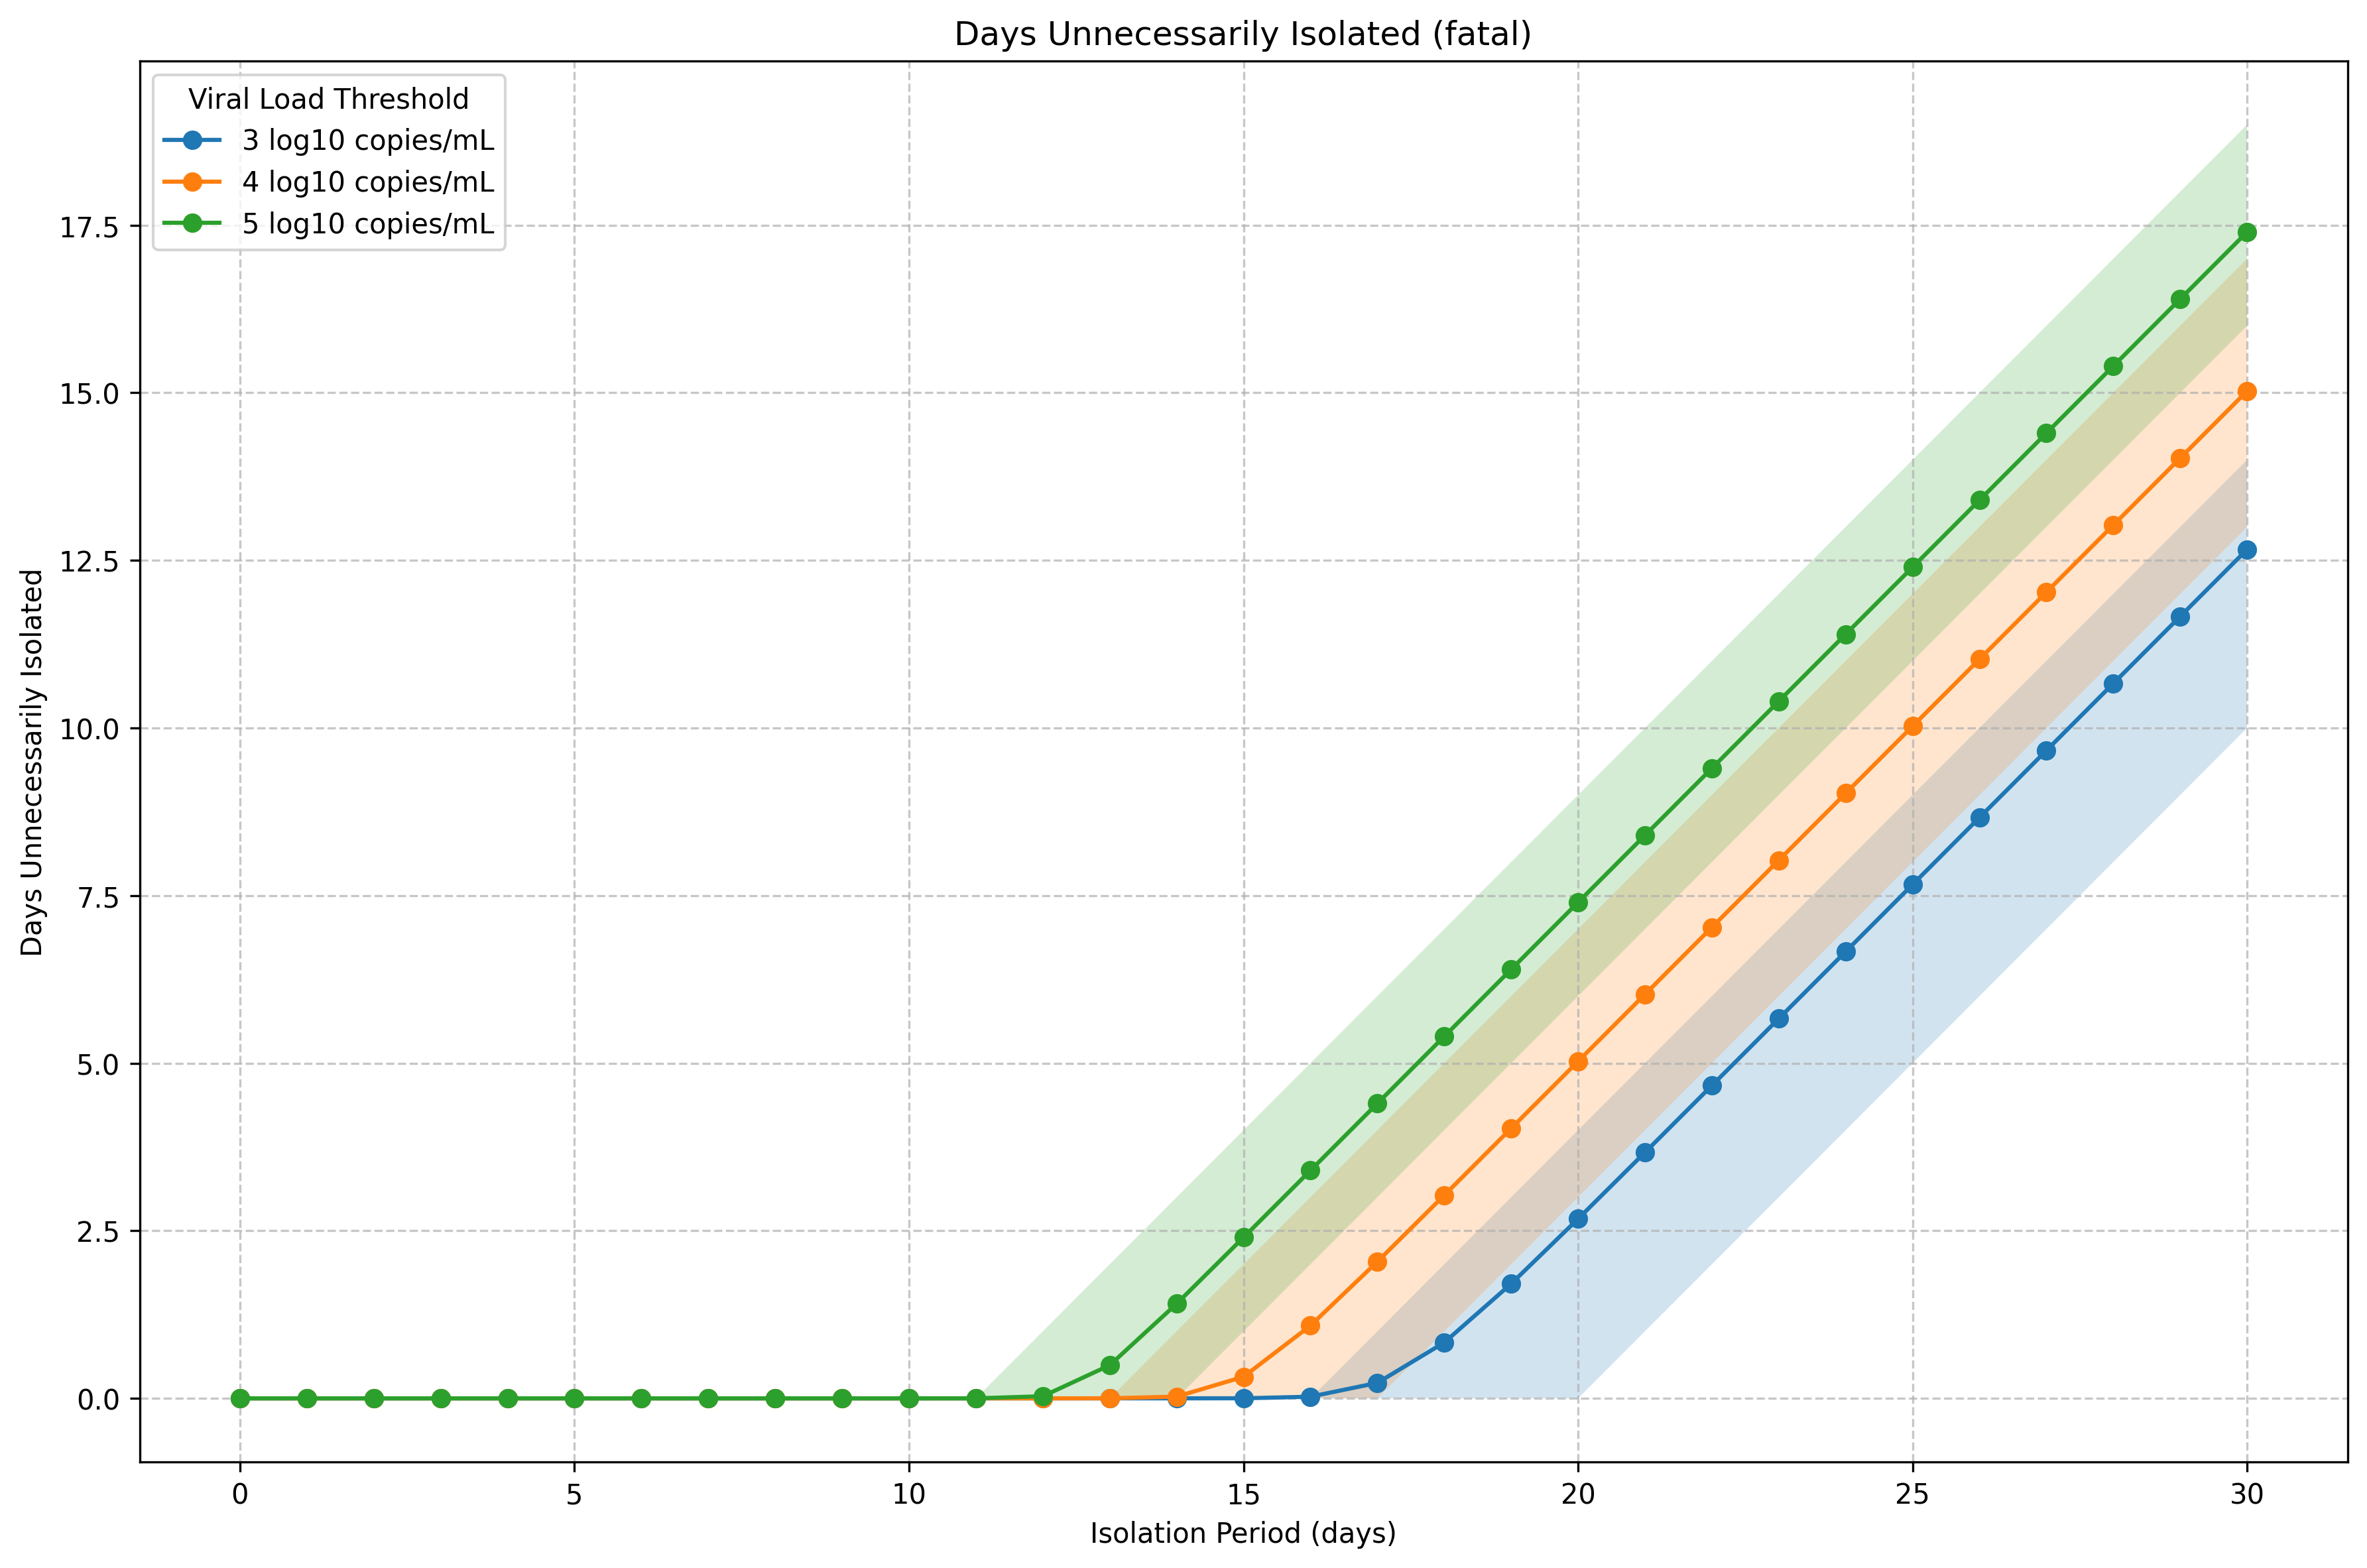 Days Unnecessarily Isolated (fatal)
Viral Load Threshold
3 log10 copies/mL
4 log10 copies/mL
5 log10 copies/mL
17.5
15.0
12.5
10.0
7.5
5.0
2.5
0.0
Days Unnecessarily Isolated
0 5 10 15 20 25 30
Isolation Period (days)